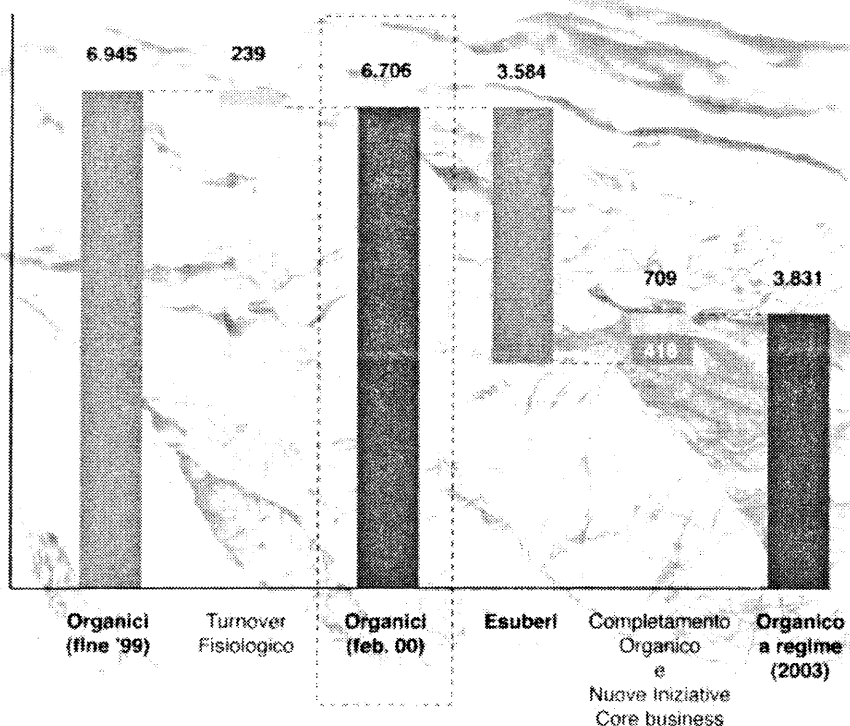 6.945
239
6.706
3.584
709
3.831
410
Organici
(fine '99)
Turnover
Fisiologico
Organici
(feb. 00)
Esuberi
Completamento
Organico
e
Nuove Iniziative
Core business
Organico
a regime
(2003)